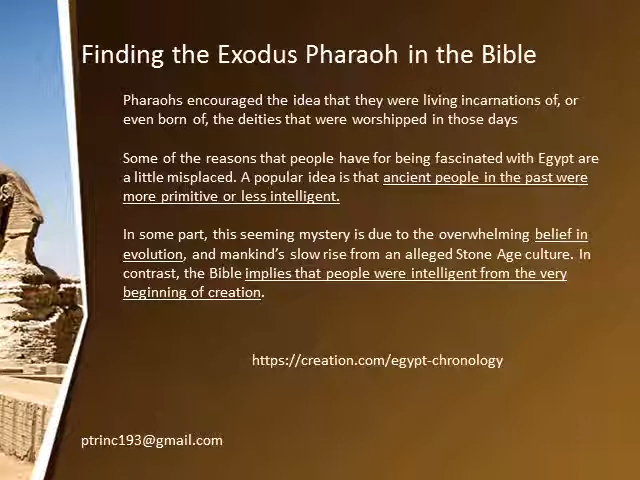 Finding the Exodus Pharaoh in the Bible
Pharaohs encouraged the idea that they were living incarnations of, or
even born of, the deities that were worshipped in those days
Some of the reasons that people have for being fascinated with Egypt are
a little misplaced. A popular idea is that ancient people in the past were
more primitive or less intelligent.
In some part, this seeming mystery is due to the overwhelming belief in
evolution, and mankind’s slow rise from an alleged Stone Age culture. In
contrast, the Bible implies that people were intelligent from the very
beginning of creation.
https://creation.com/egypt-chronology
ptrinc193@gmail.com